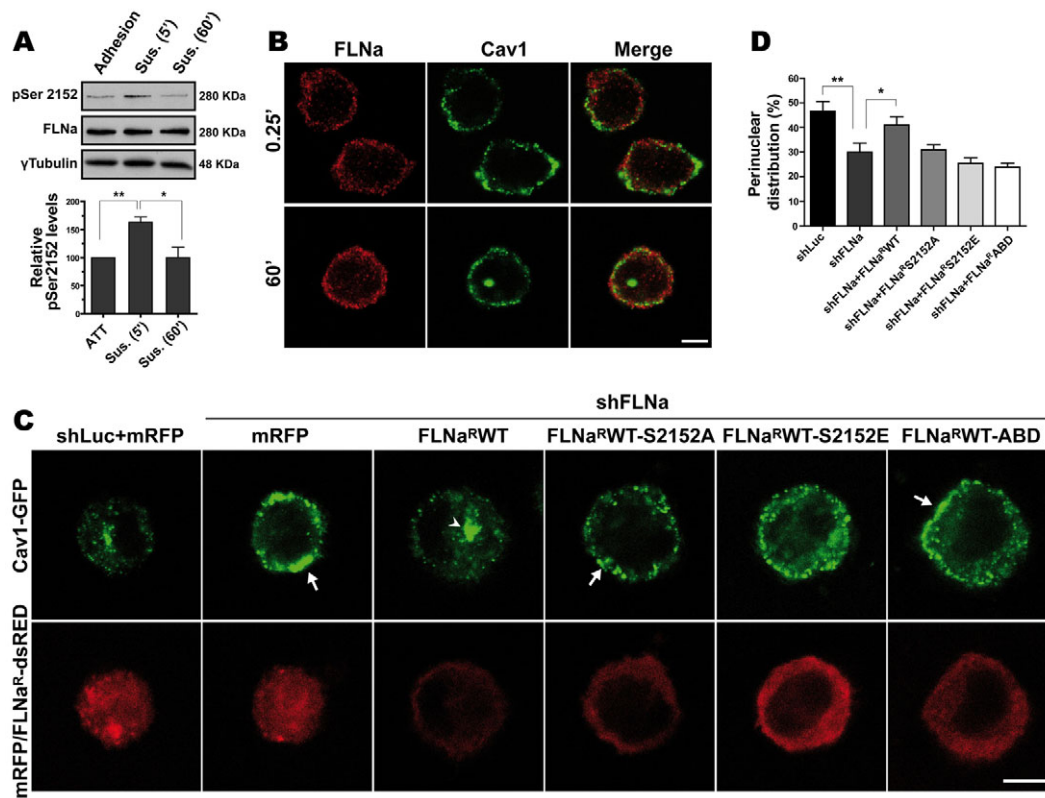 A
Adhesion
Sus. (5')
Sus. (60')
pSer 2152
280 KDa
FLNa
280 KDa
γTubulin
48 KDa
Relative
pSer2152 levels
200
150
100
50
0
**
*
ATT
Sus. (5')
Sus. (60')
B
FLNa
Cav1
Merge
0.25'
60'
D
Perinuclear
distribution (%)
60
50
40
30
20
10
0
**
*
shLuc
shFLNa
shFLNa+FLNaᴿWT
shFLNa+FLNaᴿS2152A
shFLNa+FLNaᴿS2152E
shFLNa+FLNaᴿABD
C
shFLNa
shLuc+mRFP
mRFP
FLNaᴿWT
FLNaᴿWT-S2152A
FLNaᴿWT-S2152E
FLNaᴿWT-ABD
Cav1-GFP
mRFP/FLNaᴿ-dsRED